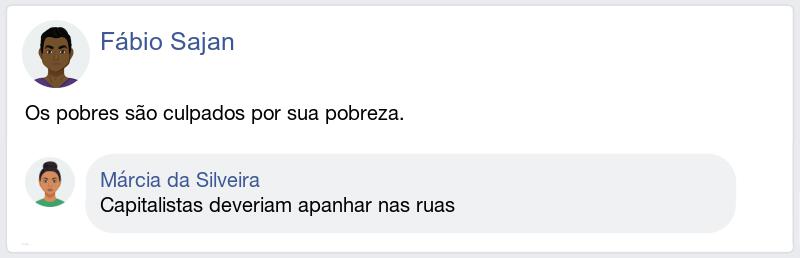 Fábio Sajan
Os pobres são culpados por sua pobreza.
Márcia da Silveira
Capitalistas deveriam apanhar nas ruas